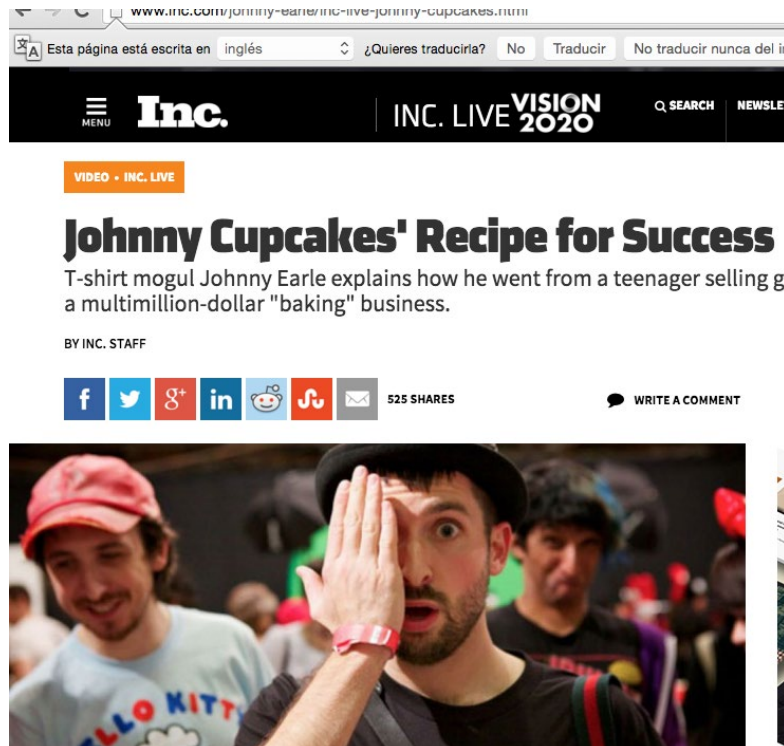 www.inc.com/johnny-earle/inc-live-johnny-cupcakes.html
Esta página está escrita en inglés ¿Quieres traducirla? No Traducir No traducir nunca del
MENU Inc. INC. LIVE VISION 2020 SEARCH NEWSLE
VIDEO • INC. LIVE
Johnny Cupcakes' Recipe for Success
T-shirt mogul Johnny Earle explains how he went from a teenager selling g
a multimillion-dollar "baking" business.
BY INC. STAFF
f g+ in 525 SHARES WRITE A COMMENT
LLO KITT